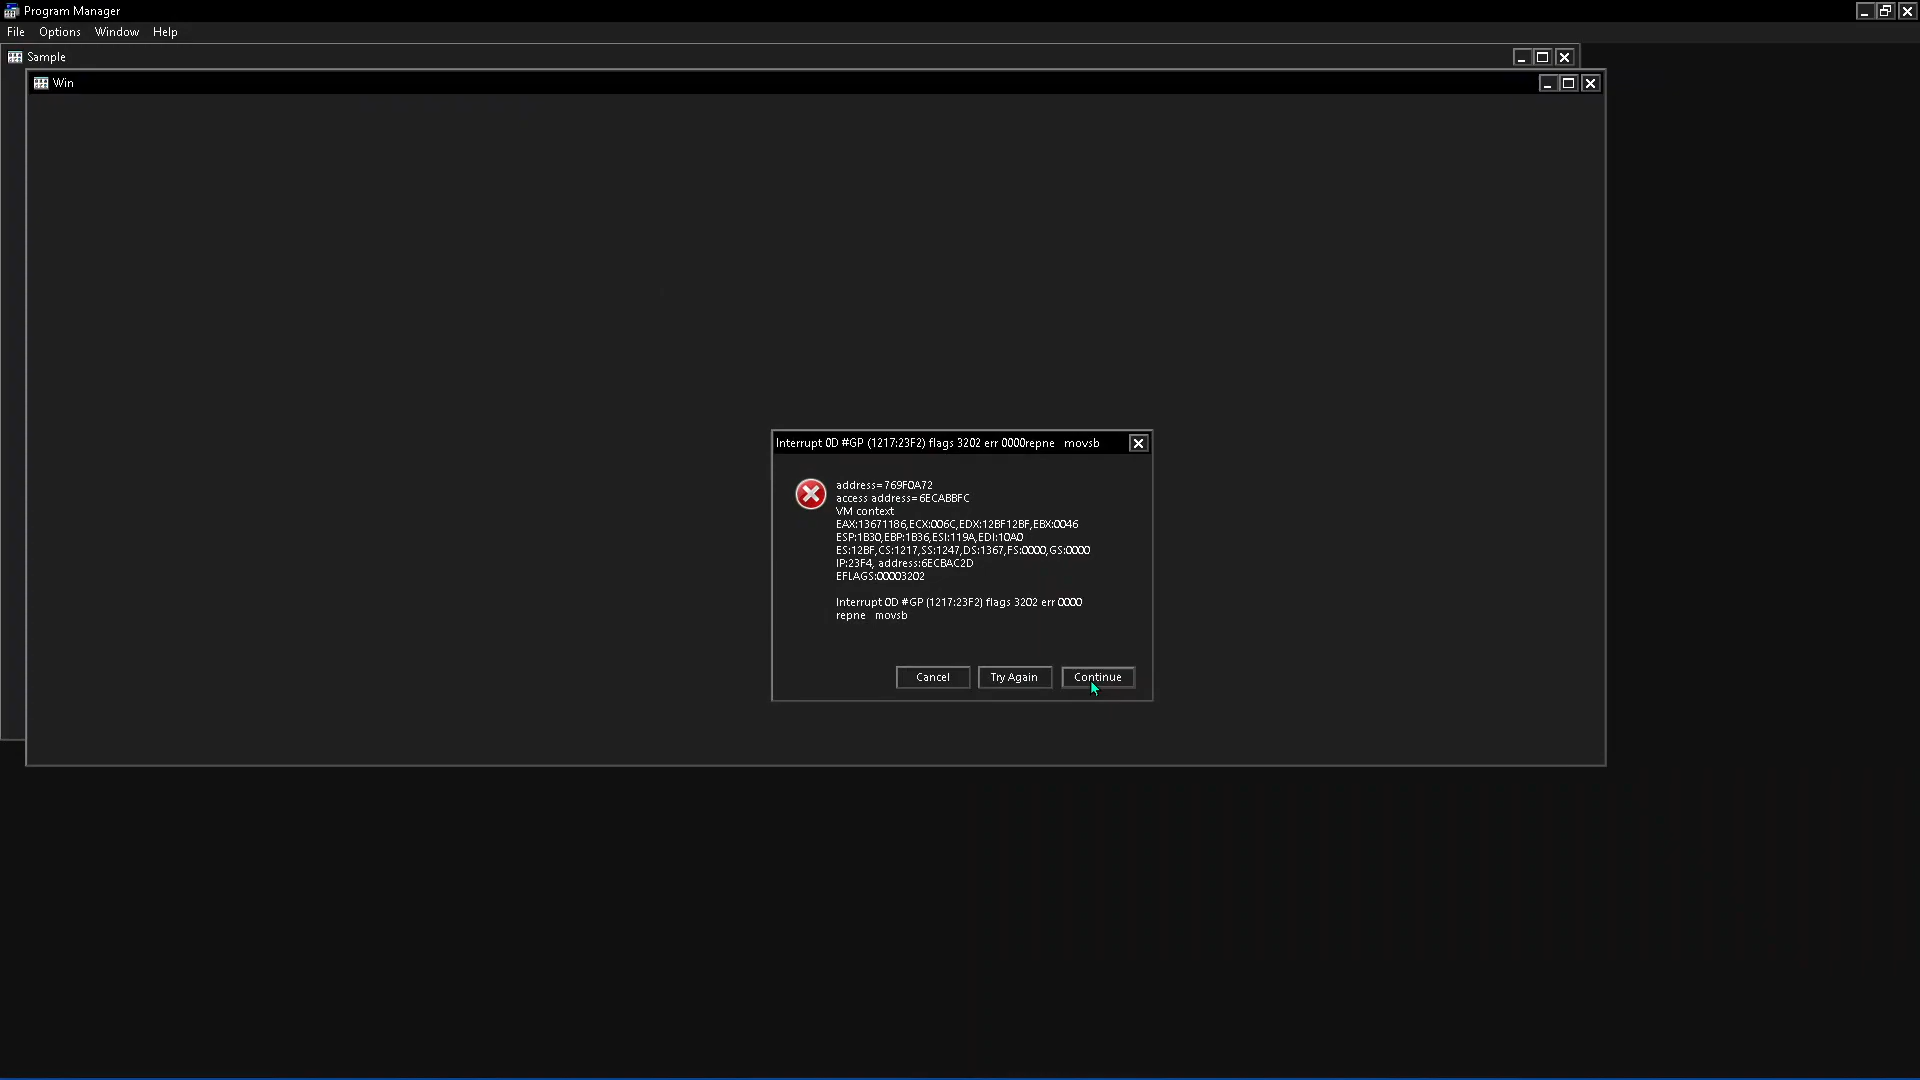 Program Manager
File Options Window Help
Sample
Win
Interrupt 0D #GP (1217:23F2) flags 3202 err 0000repne movsb
address=769F0A72
access address=6ECABBFC
VM context
EAX:13671186,ECX:006C,EDX:12BF12BF,EBX:0046
ESP:1B30,EBP:1B36,ESI:119A,EDI:10A0
ES:12BF,CS:1217,SS:1247,DS:1367,FS:0000,GS:0000
IP:23F4, address:6ECBAC2D
EFLAGS:00003202
Interrupt 0D #GP (1217:23F2) flags 3202 err 0000
repne movsb
Cancel Try Again Continue